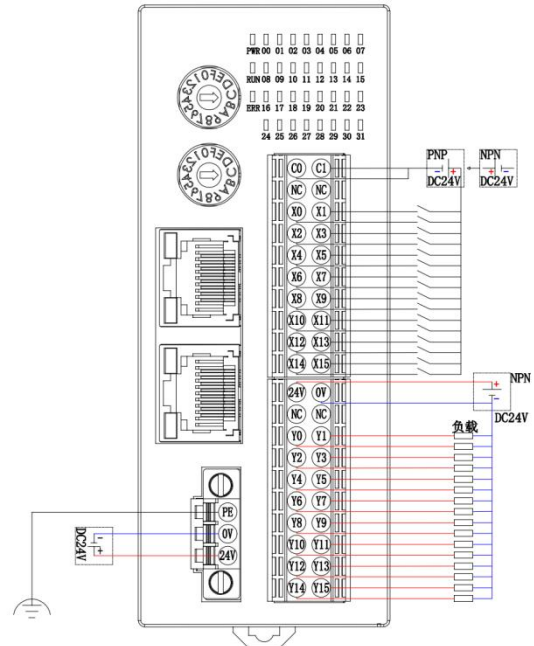 PWR 00 01 02 03 04 05 06 07
RUN 08 09 10 11 12 13 14 15
ERR 16 17 18 19 20 21 22 23
24 25 26 27 28 29 30 31
0123456789ABCDEF
0123456789ABCDEF
C0 C1
NC NC
X0 X1
X2 X3
X4 X5
X6 X7
X8 X9
X10 X11
X12 X13
X14 X15
PNP
- +
DC24V
NPN
+ -
DC24V
24V 0V
NC NC
Y0 Y1
Y2 Y3
Y4 Y5
Y6 Y7
Y8 Y9
Y10 Y11
Y12 Y13
Y14 Y15
+
NPN
-
DC24V
负载
PE
0V
24V
DC24V
-
+